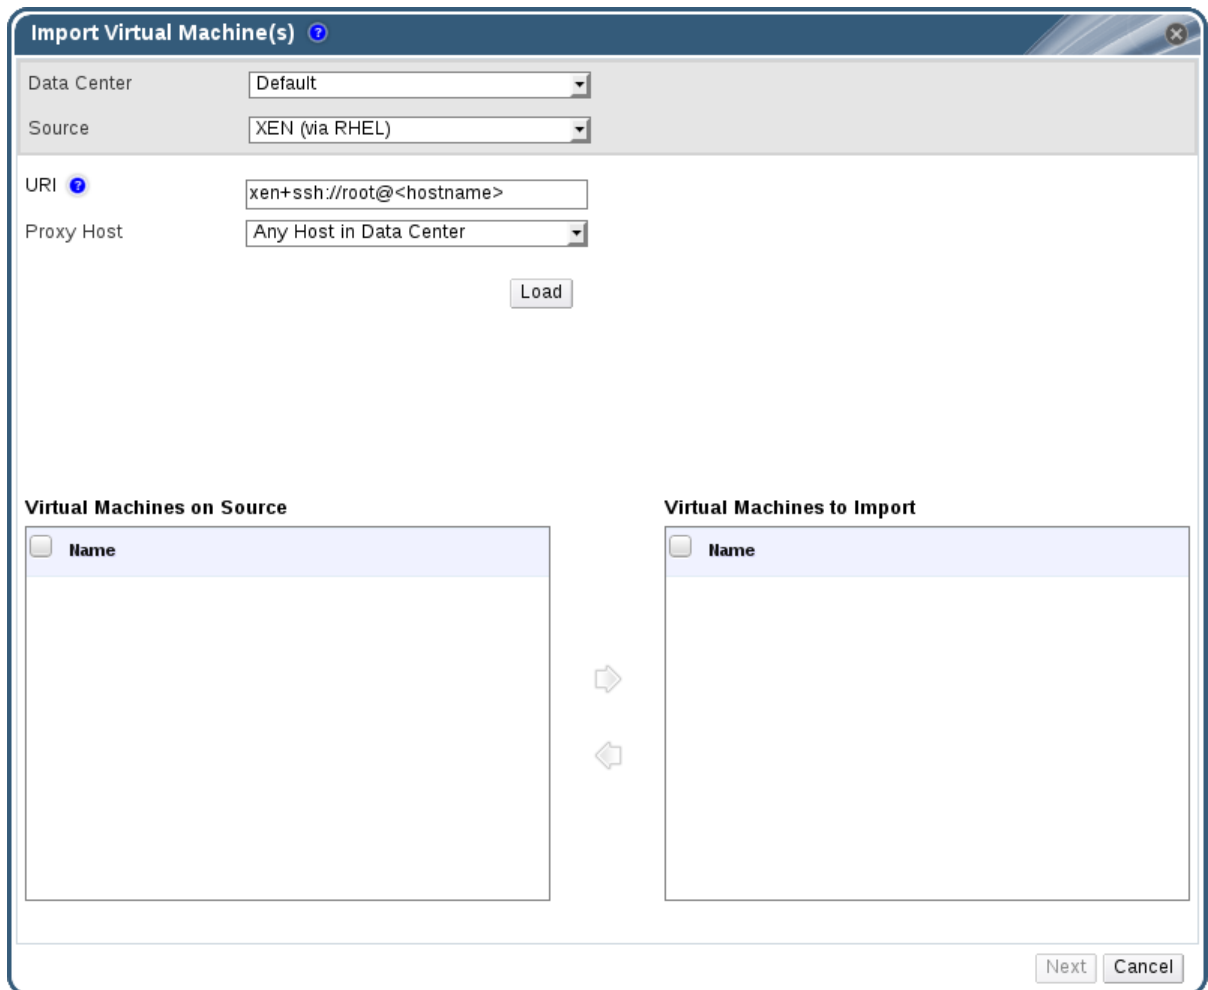 Import Virtual Machine(s) ?
Data Center Default
Source XEN (via RHEL)
URI ? xen+ssh://root@<hostname>
Proxy Host Any Host in Data Center
Load
Virtual Machines on Source Virtual Machines to Import
Name Name
Next Cancel